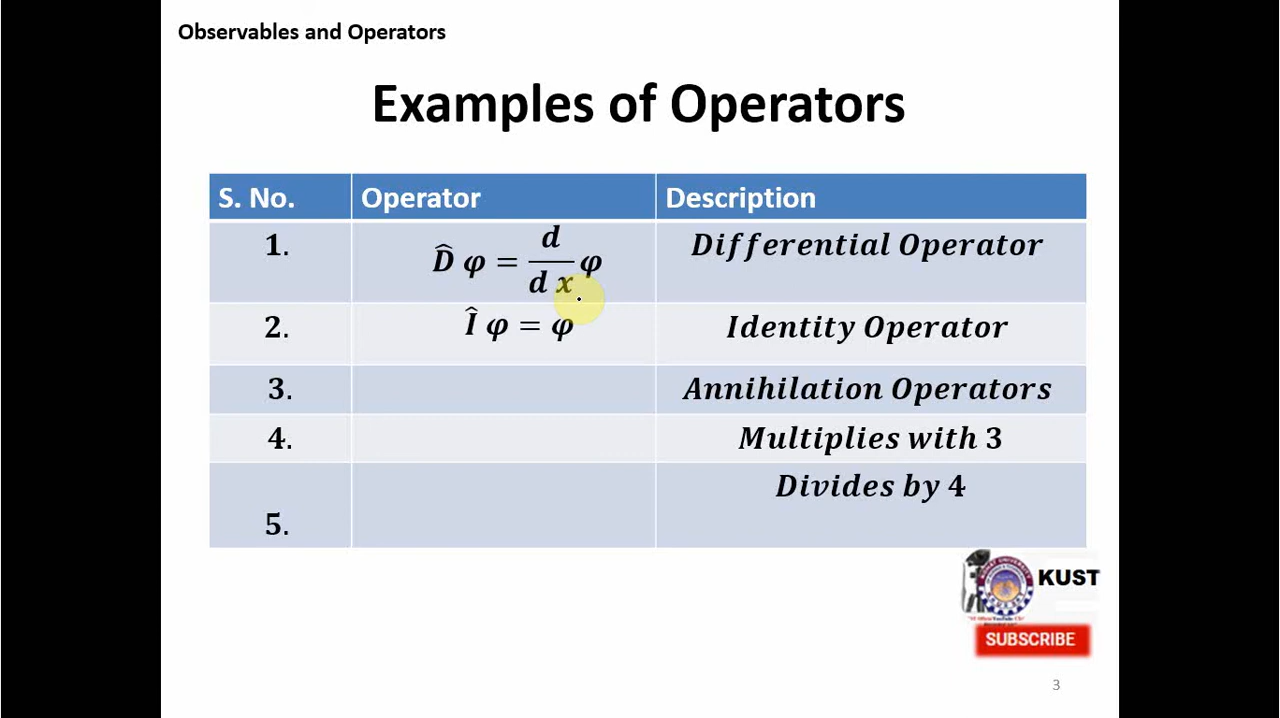 Observables and Operators
Examples of Operators
S. No. Operator Description
1. D̂ φ = d/d x φ Differential Operator
2. Î φ = φ Identity Operator
3. Annihilation Operators
4. Multiplies with 3
5. Divides by 4
KUST
SUBSCRIBE
3